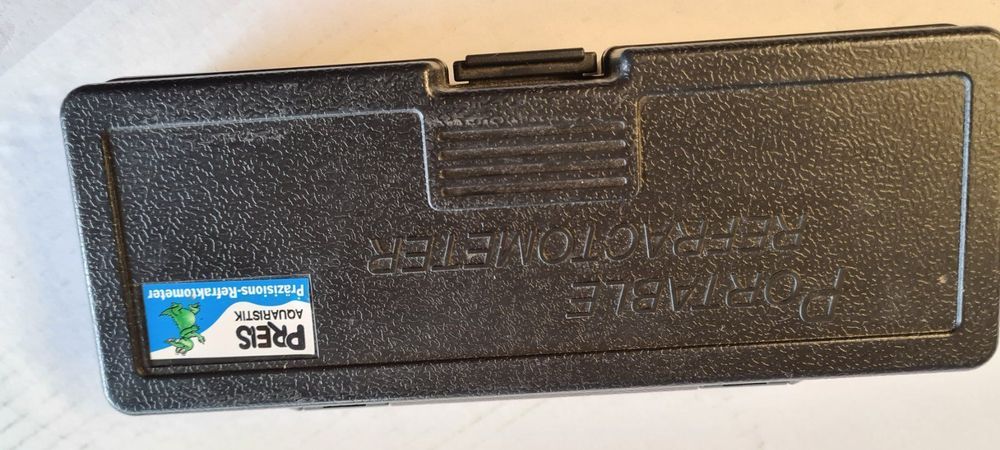 PORTABLE
REFRACTOMETER
PREIS
AQUARISTIK
Präzisions-Refraktometer